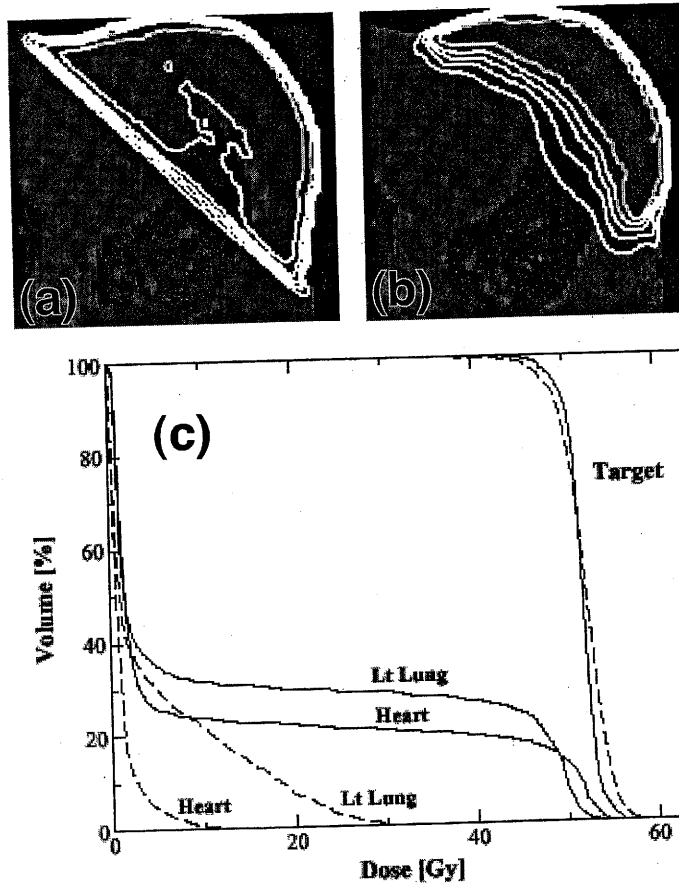 (a)
(b)
(c)
100
80
60
40
20
0
Volume [%]
Target
Lt Lung
Heart
Heart
Lt Lung
0
20
40
60
Dose [Gy]